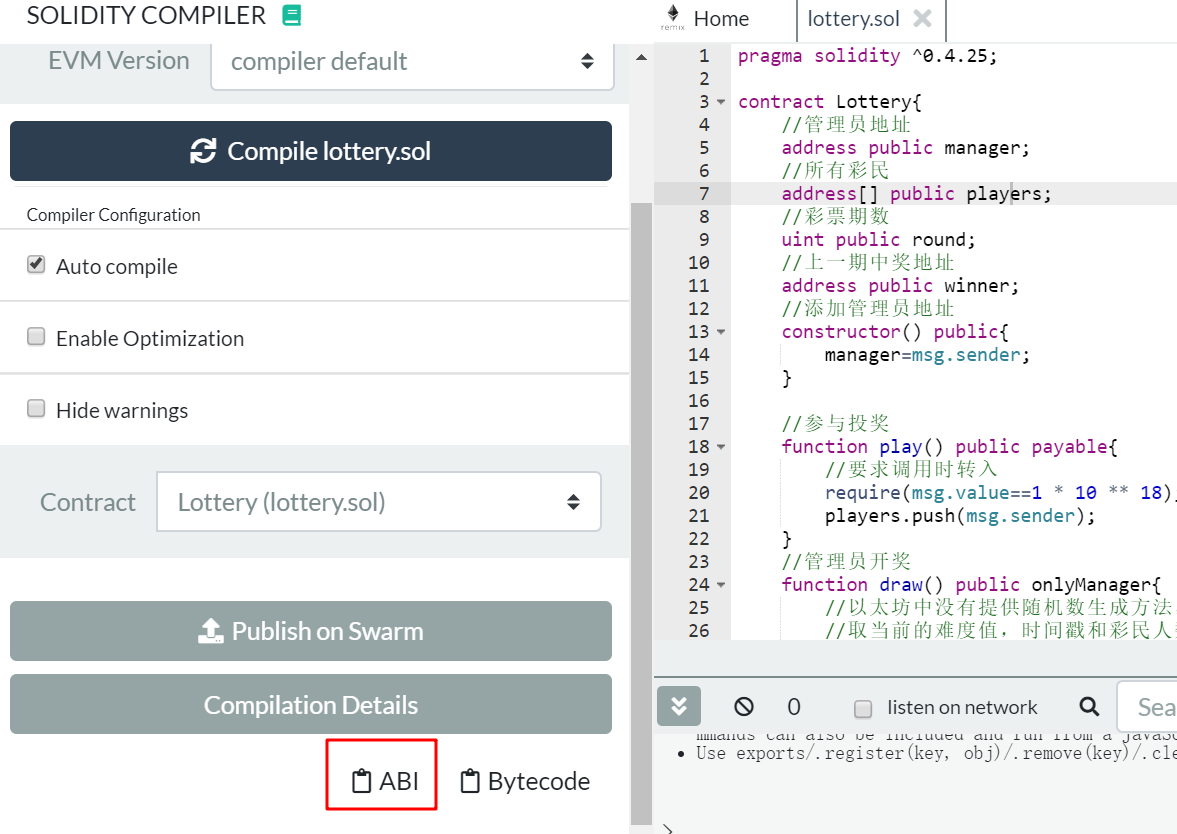 SOLIDITY COMPILER
EVM Version
compiler default
Compile lottery.sol
Compiler Configuration
Auto compile
Enable Optimization
Hide warnings
Contract
Lottery (lottery.sol)
Publish on Swarm
Compilation Details
ABI
Bytecode
remix
Home
lottery.sol
1 pragma solidity ^0.4.25;
2
3 contract Lottery{
4 //管理员地址
5 address public manager;
6 //所有彩民
7 address[] public players;
8 //彩票期数
9 uint public round;
10 //上一期中奖地址
11 address public winner;
12 //添加管理员地址
13 constructor() public{
14 manager=msg.sender;
15 }
16
17 //参与投奖
18 function play() public payable{
19 //要求调用时转入
20 require(msg.value==1 * 10 ** 18);
21 players.push(msg.sender);
22 }
23 //管理员开奖
24 function draw() public onlyManager{
25 //以太坊中没有提供随机数生成方法
26 //取当前的难度值，时间戳和彩民人
0
listen on network
Sea
mmands can also be included and run from a JavaSc
Use exports/.register(key, obj)/.remove(key)/.cle
>